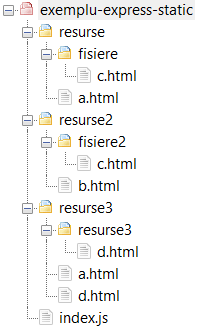 exemplu-express-static
resurse
fisiere
c.html
a.html
resurse2
fisiere2
c.html
b.html
resurse3
resurse3
d.html
a.html
d.html
index.js